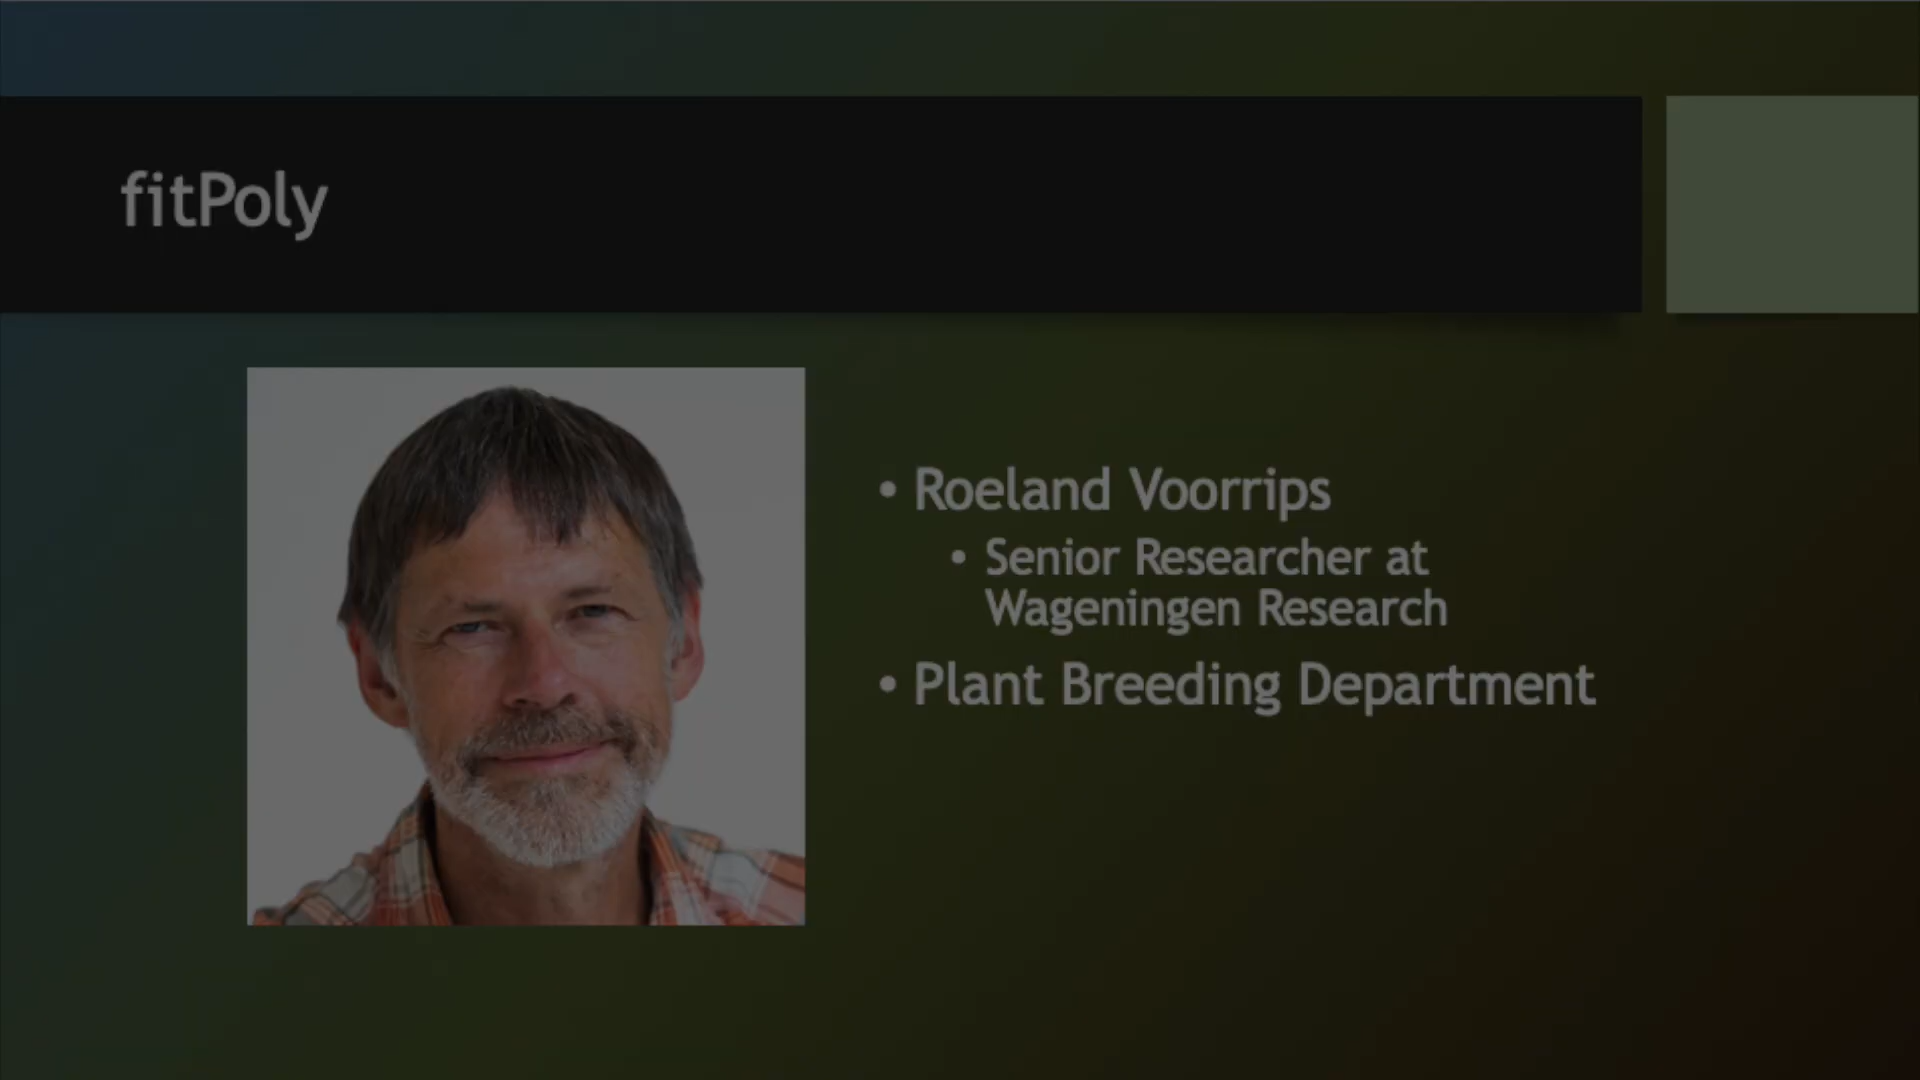 fitPoly
• Roeland Voorrips
• Senior Researcher at
Wageningen Research
• Plant Breeding Department